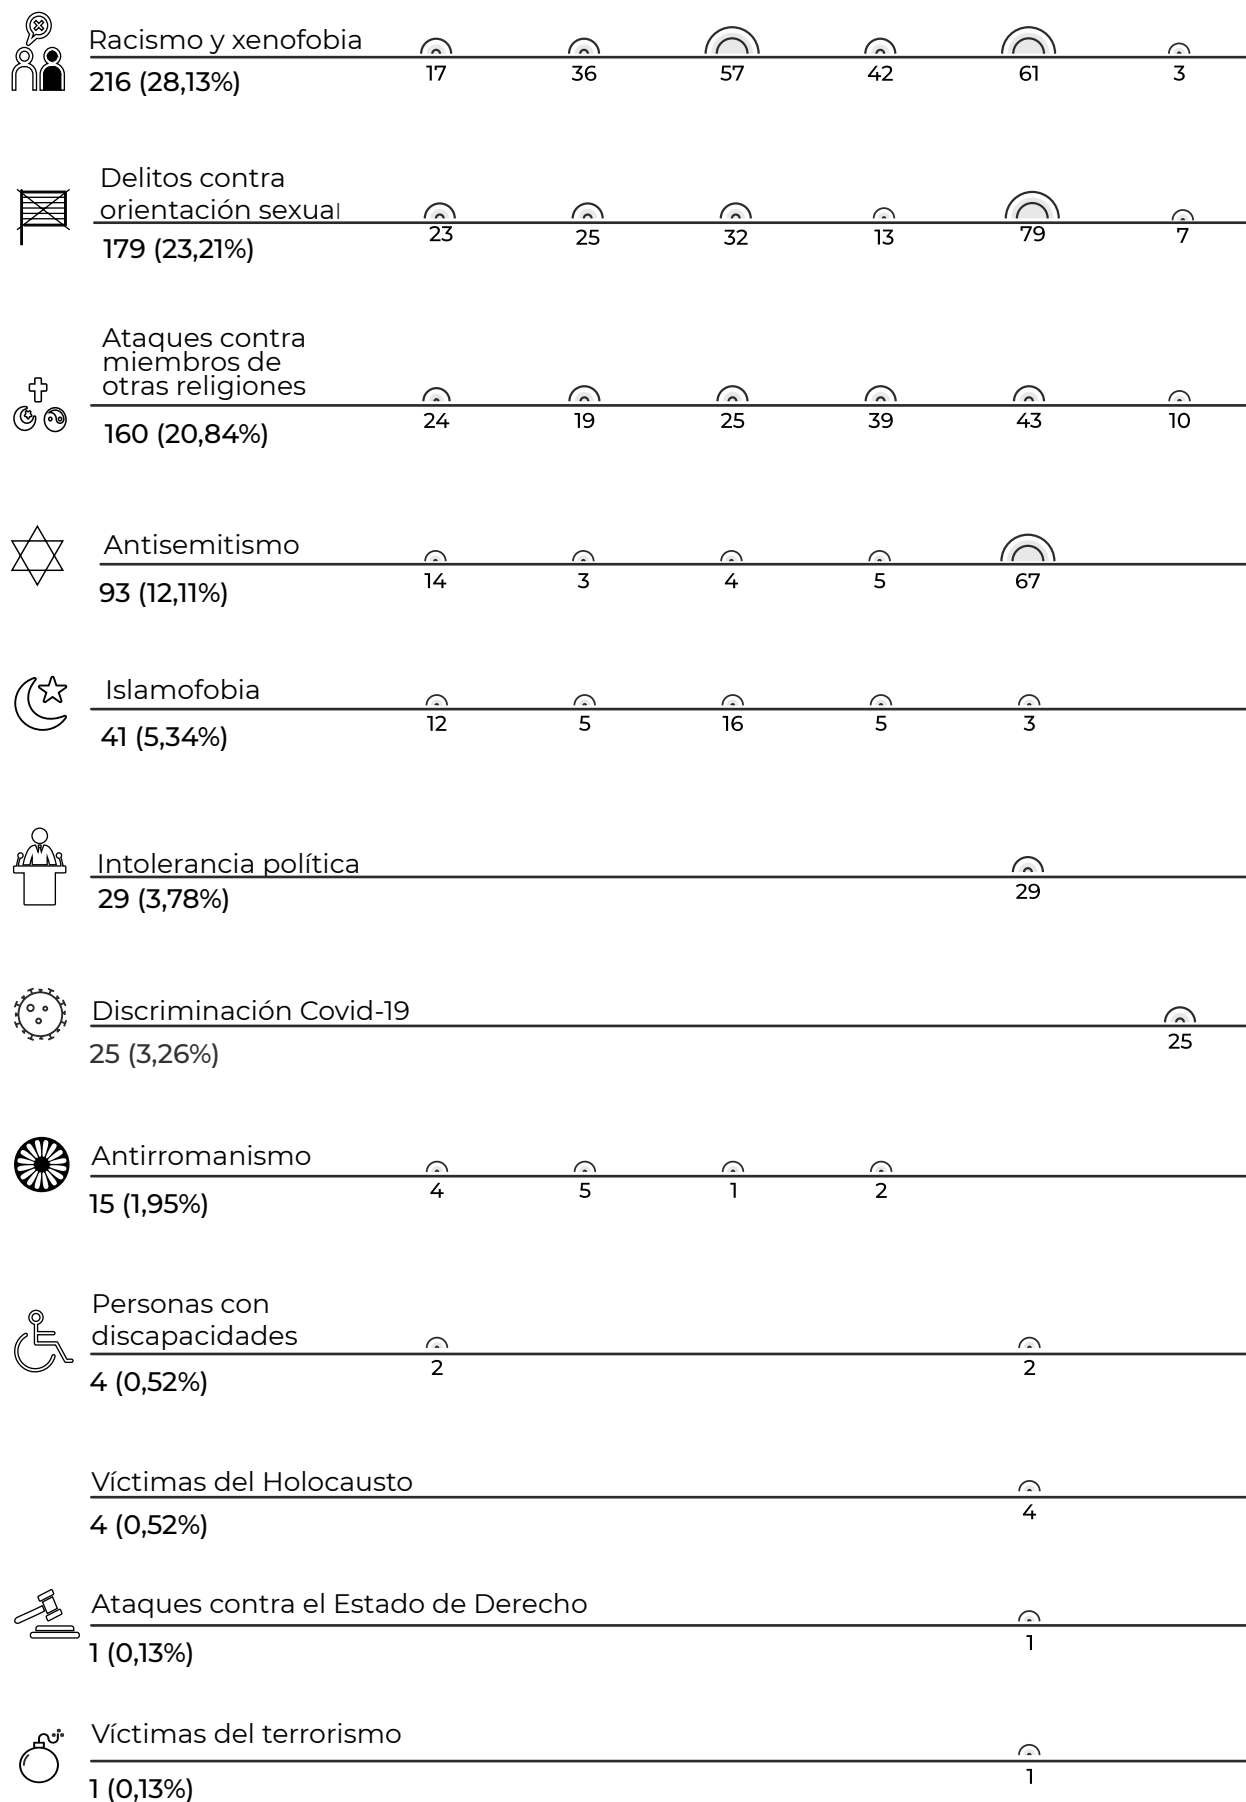 Racismo y xenofobia
17 36 57 42 61 3
216 (28,13%)
Delitos contra
orientación sexual
23 25 32 13 79 7
179 (23,21%)
Ataques contra
miembros de
otras religiones
24 19 25 39 43 10
160 (20,84%)
Antisemitismo
14 3 4 5 67
93 (12,11%)
Islamofobia
12 5 16 5 3
41 (5,34%)
Intolerancia política
29
29 (3,78%)
Discriminación Covid-19
25
25 (3,26%)
Antirromanismo
4 5 1 2
15 (1,95%)
Personas con
discapacidades
2 2
4 (0,52%)
Víctimas del Holocausto
4
4 (0,52%)
Ataques contra el Estado de Derecho
1
1 (0,13%)
Víctimas del terrorismo
1
1 (0,13%)